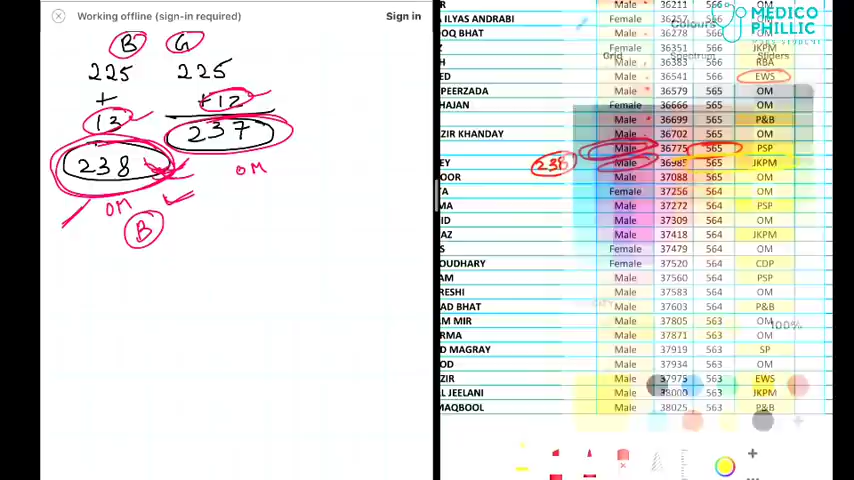 Working offline (sign-in required) Sign in
B G
225 225
+ +12
13 237
238 OM
OM
B
238
MEDICO
PHILLIC
Colours
Grid Spectrum Sliders
100%
Male 36211 566 OM
A ILYAS ANDRABI Female 36257
OQ BHAT Male 36278 OM
Female 36351 566 JKPM
Male 36383 566 RBA
ED Male 36541 566 EWS
PEERZADA Male 36579 565 OM
HAJAN Female 36666 565 OM
Male 36699 565 P&B
ZIR KHANDAY Male 36702 565 OM
Male 36775 565 PSP
EY Male 36985 565 JKPM
OOR Male 37088 565 OM
TA Female 37256 564 OM
MA Male 37272 564 PSP
ID Male 37309 564 OM
AZ Male 37418 564 JKPM
S Female 37479 564 OM
OUDHARY Female 37520 564 CDP
AM Male 37560 564 PSP
RESHI Male 37583 564 OM
AD BHAT Male 37603 564 P&B
AM MIR Male 37805 563 OM
RMA Male 37871 563 OM
D MAGRAY Male 37919 563 SP
OD Male 37934 563 OM
ZIR Male 37975 563 EWS
L JEELANI Male 38000 563 JKPM
MAQBOOL Male 38025 563 P&B